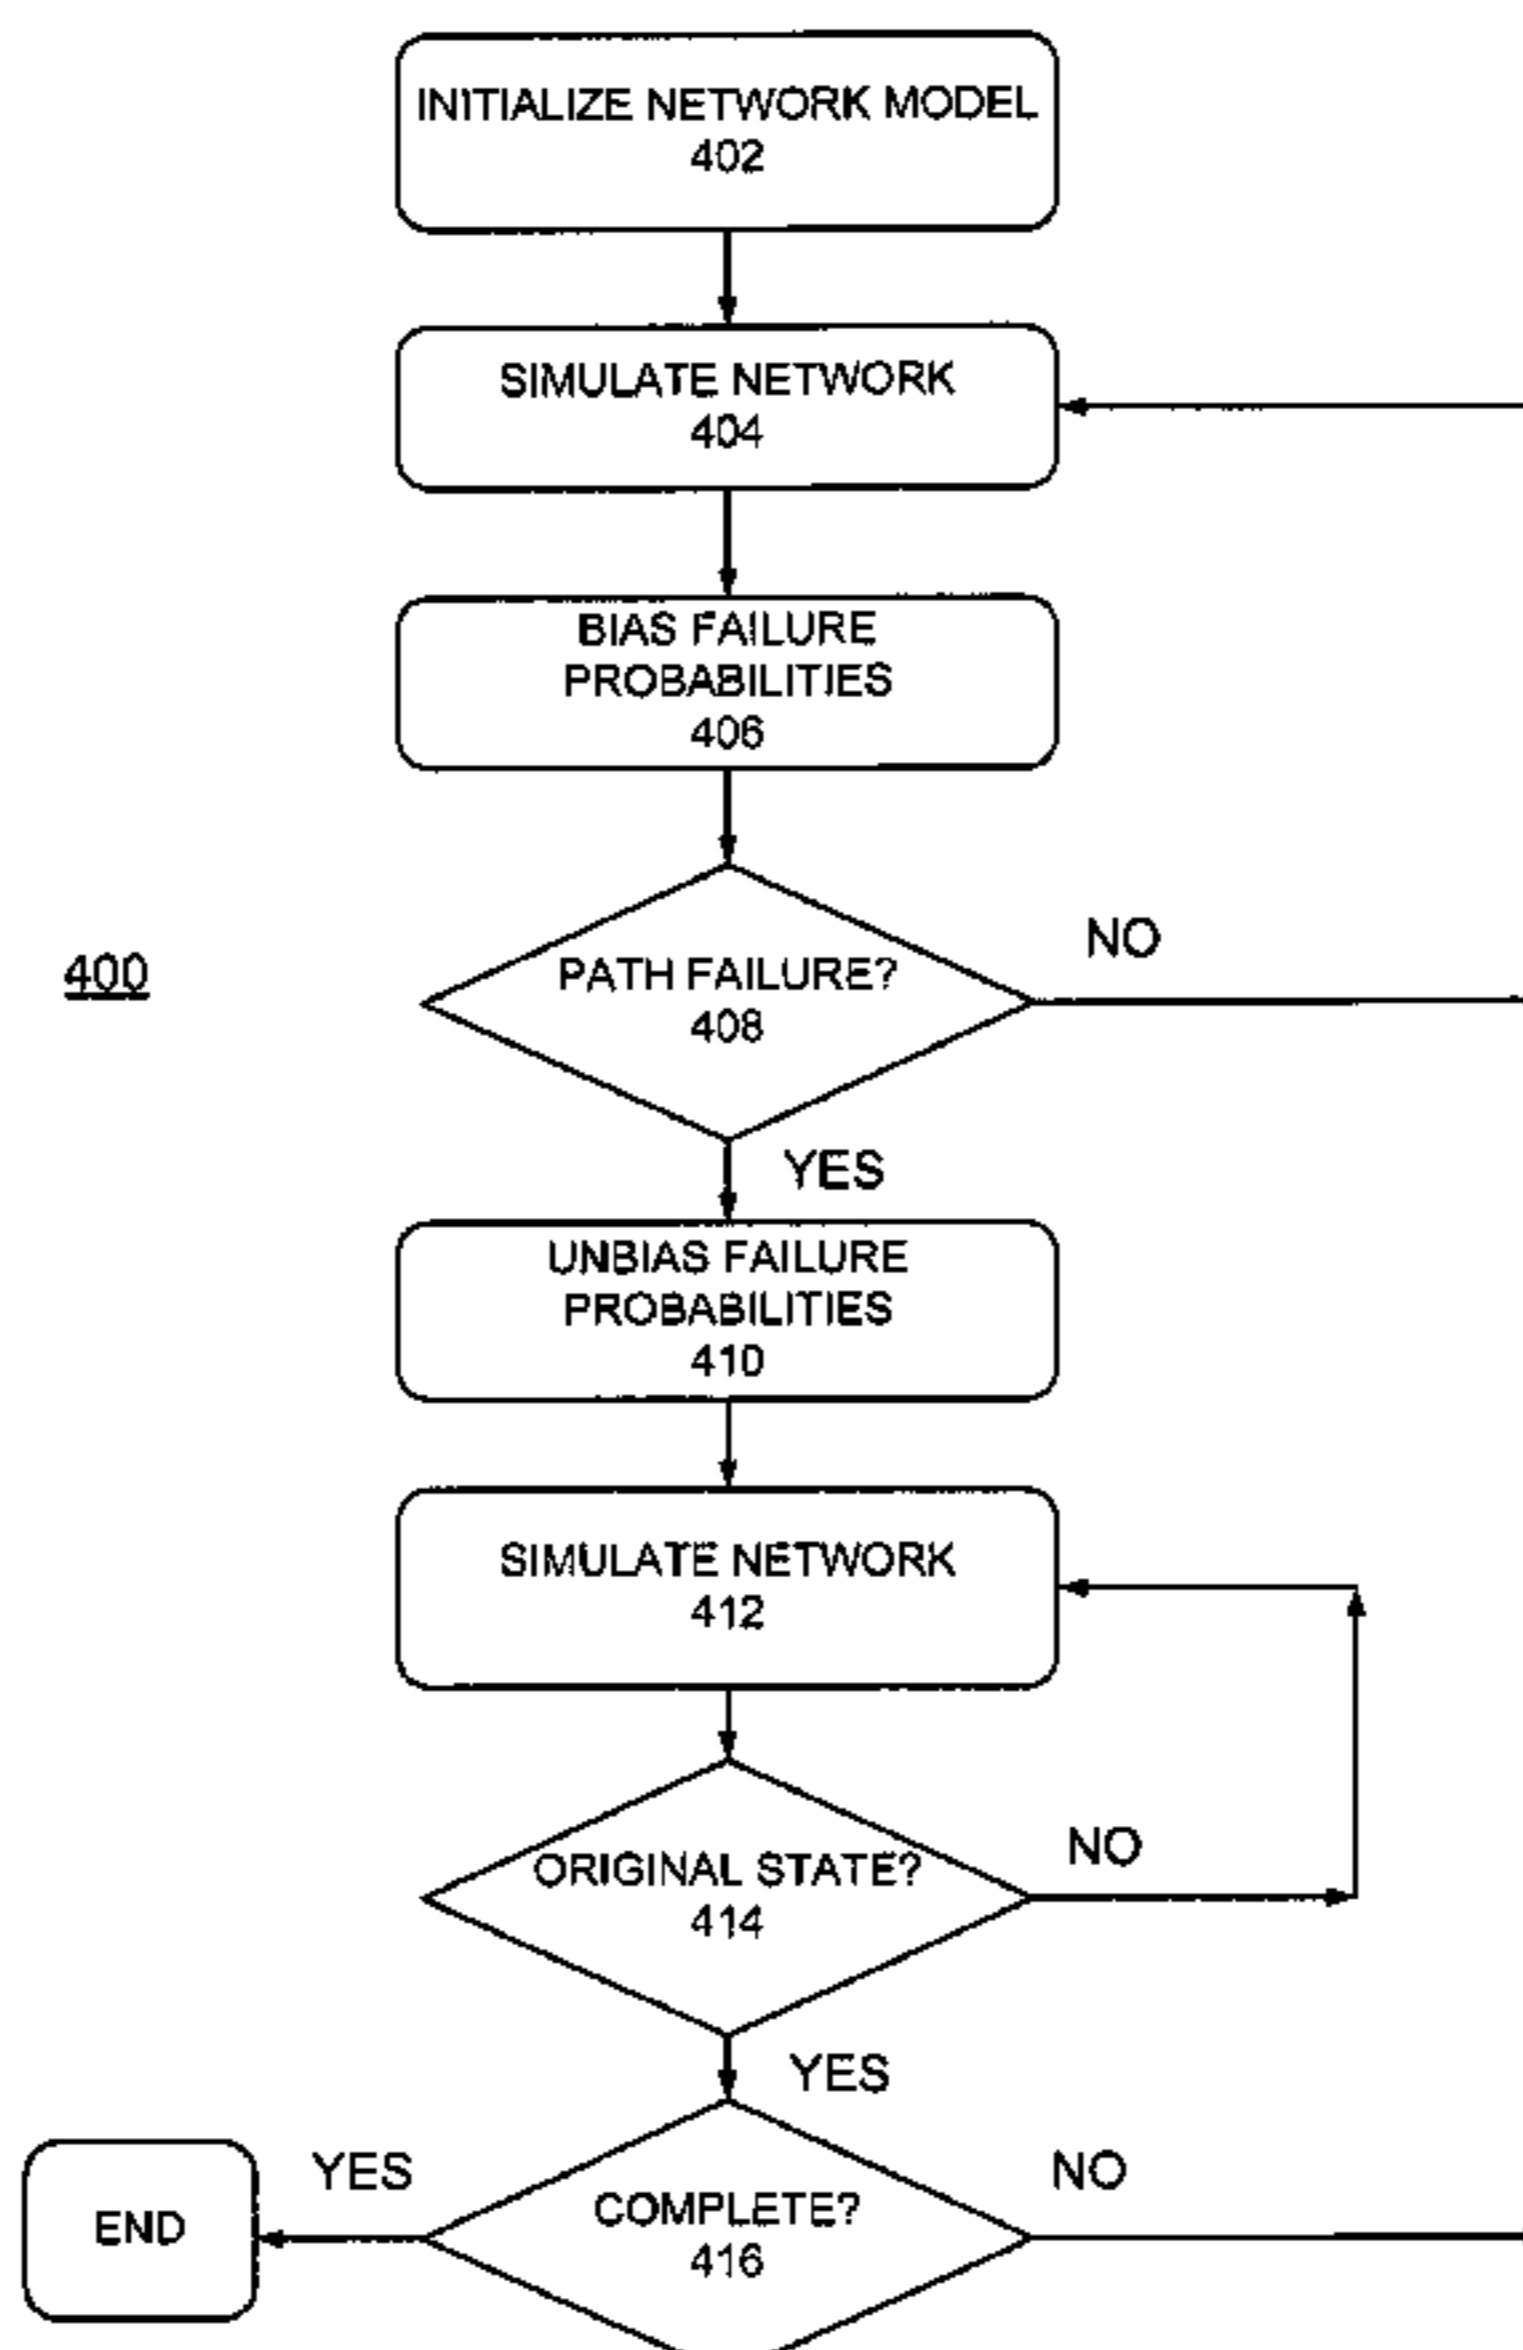 INITIALIZE NETWORK MODEL
402
SIMULATE NETWORK
404
BIAS FAILURE
PROBABILITIES
406
NO
400
PATH FAILURE?
408
YES
UNBIAS FAILURE
PROBABILITIES
410
SIMULATE NETWORK
412
NO
ORIGINAL STATE?
414
YES
YES
NO
END
COMPLETE?
416